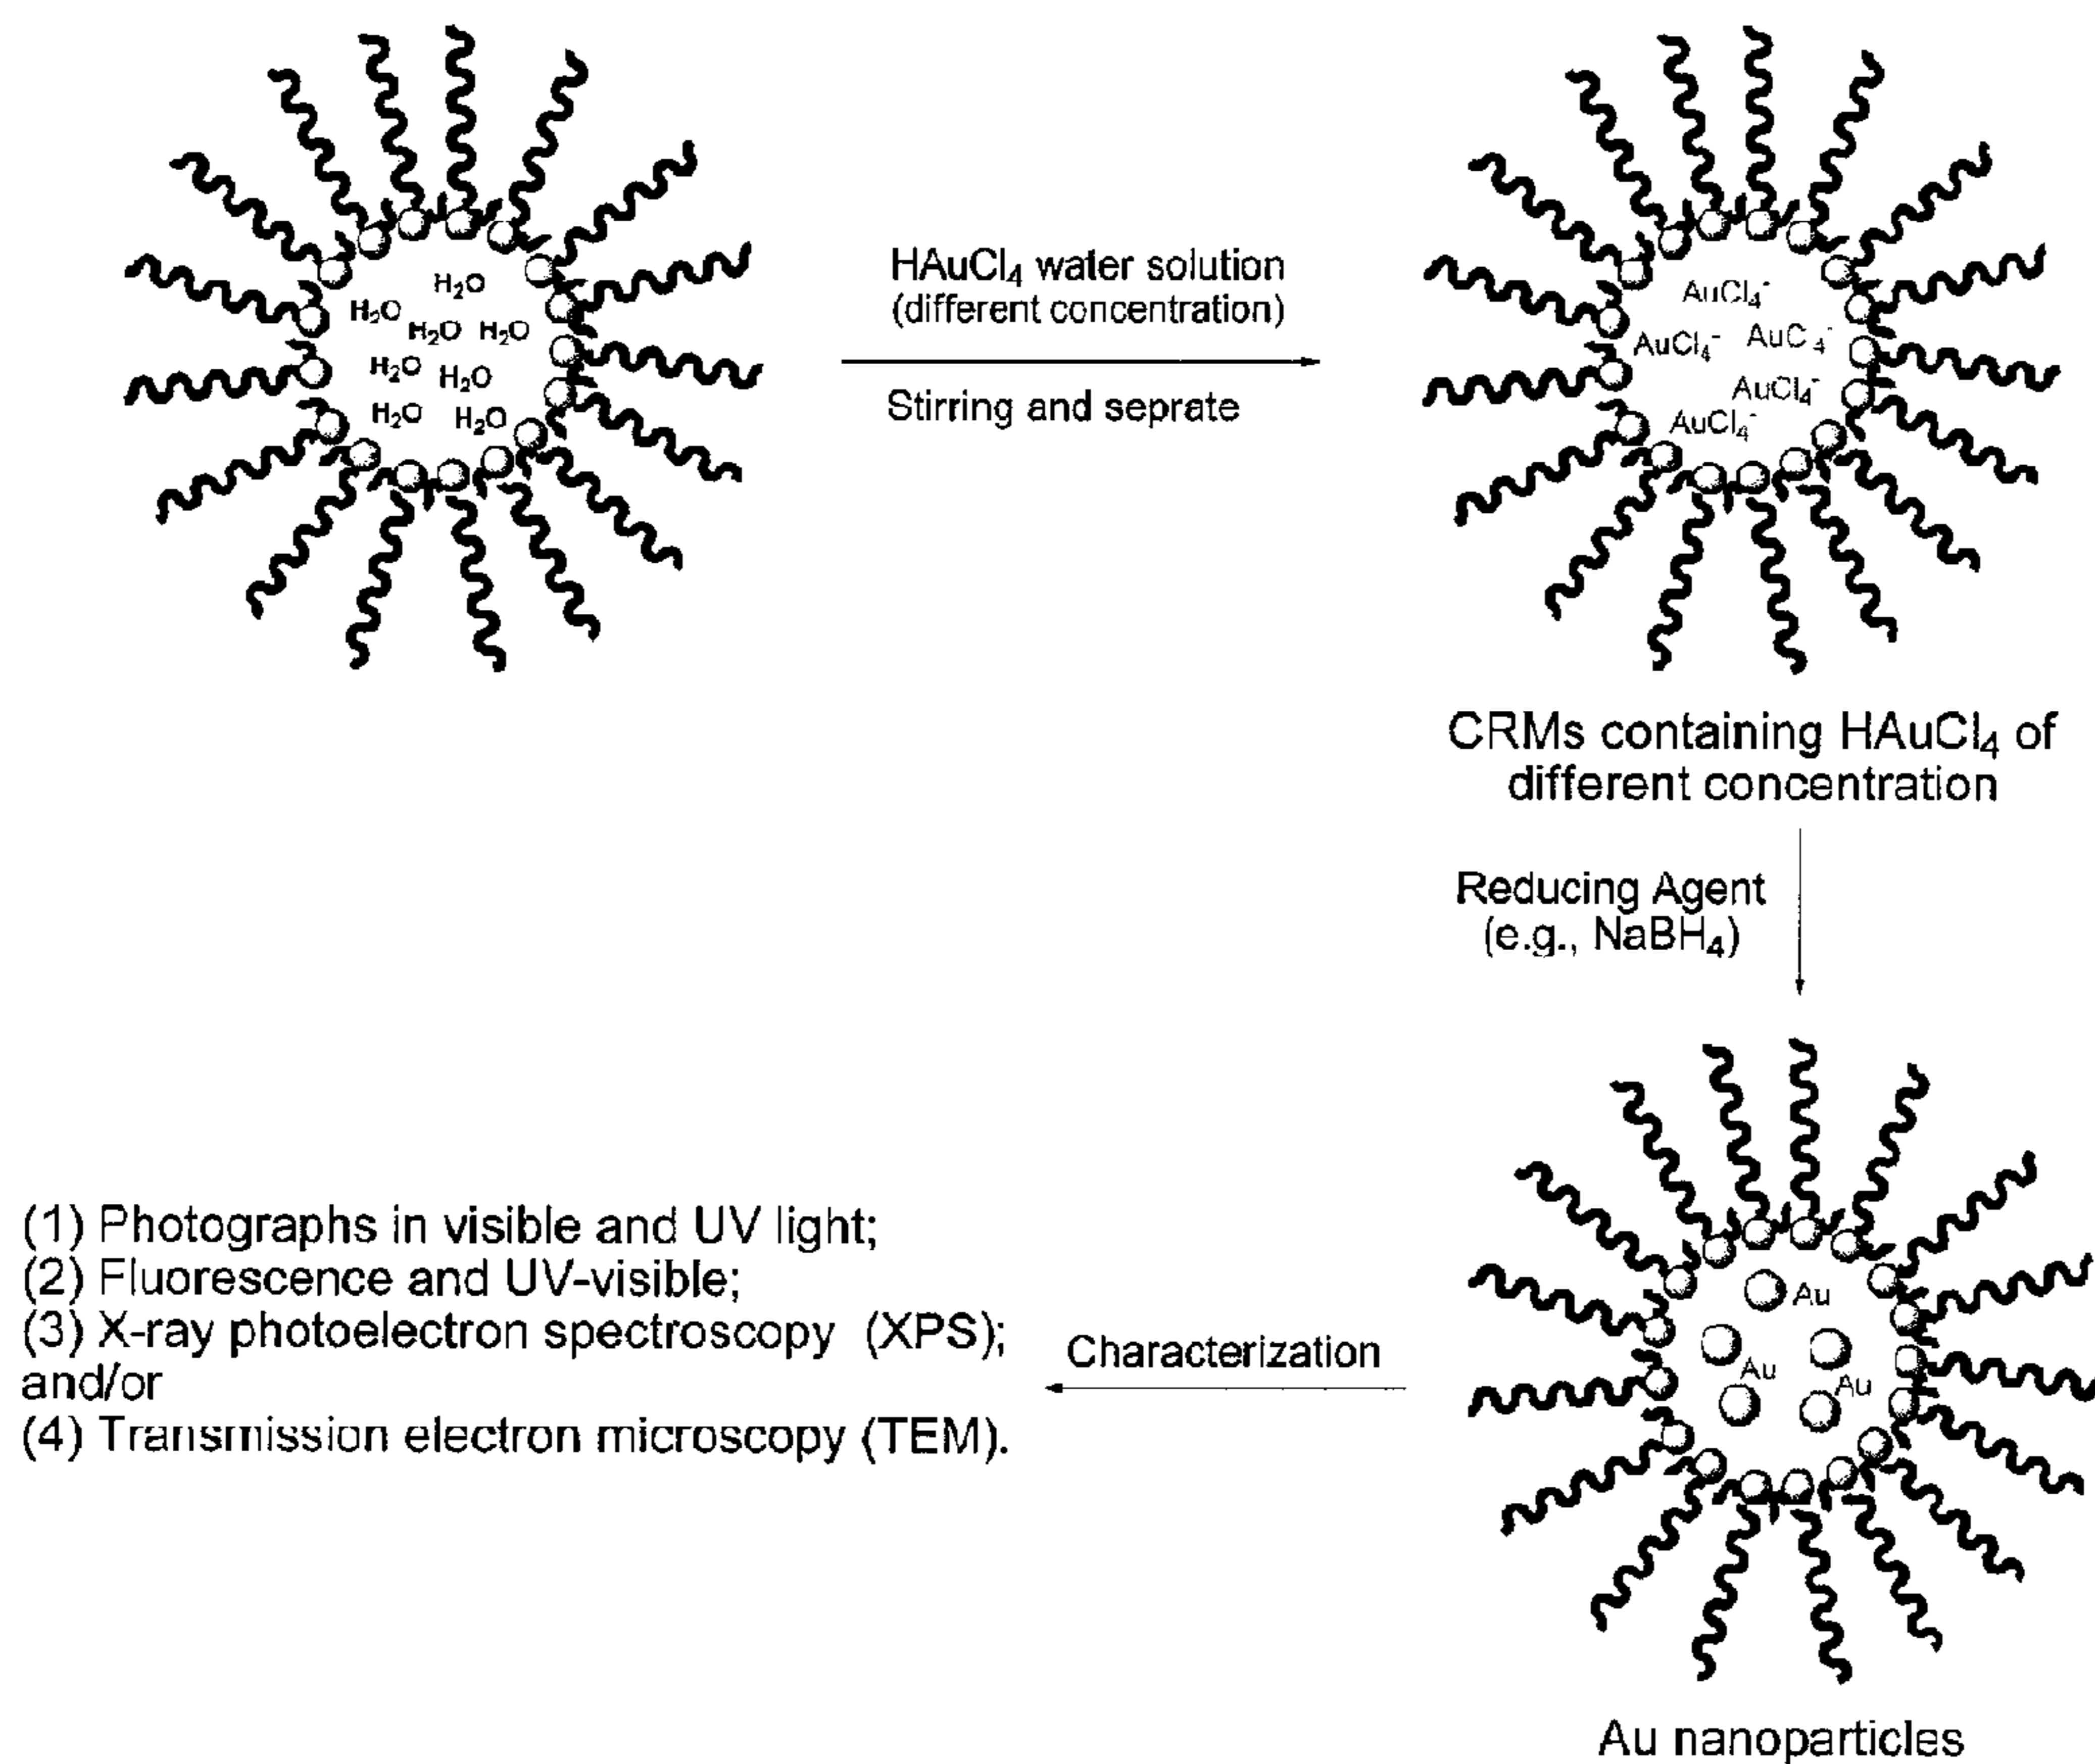 H₂O
H₂O
H₂O H₂O
H₂O H₂O
H₂O H₂O
HAuCl₄ water solution
(different concentration)
Stirring and seprate
AuCl₄⁻
AuCl₄⁻ AuC ₄⁻
AuCl₄⁻
AuCl₄⁻
CRMs containing HAuCl₄ of
different concentration
Reducing Agent
(e.g., NaBH₄)
Au
Au
Au
Au nanoparticles
Characterization
(1) Photographs in visible and UV light;
(2) Fluorescence and UV-visible;
(3) X-ray photoelectron spectroscopy (XPS);
and/or
(4) Transmission electron microscopy (TEM).